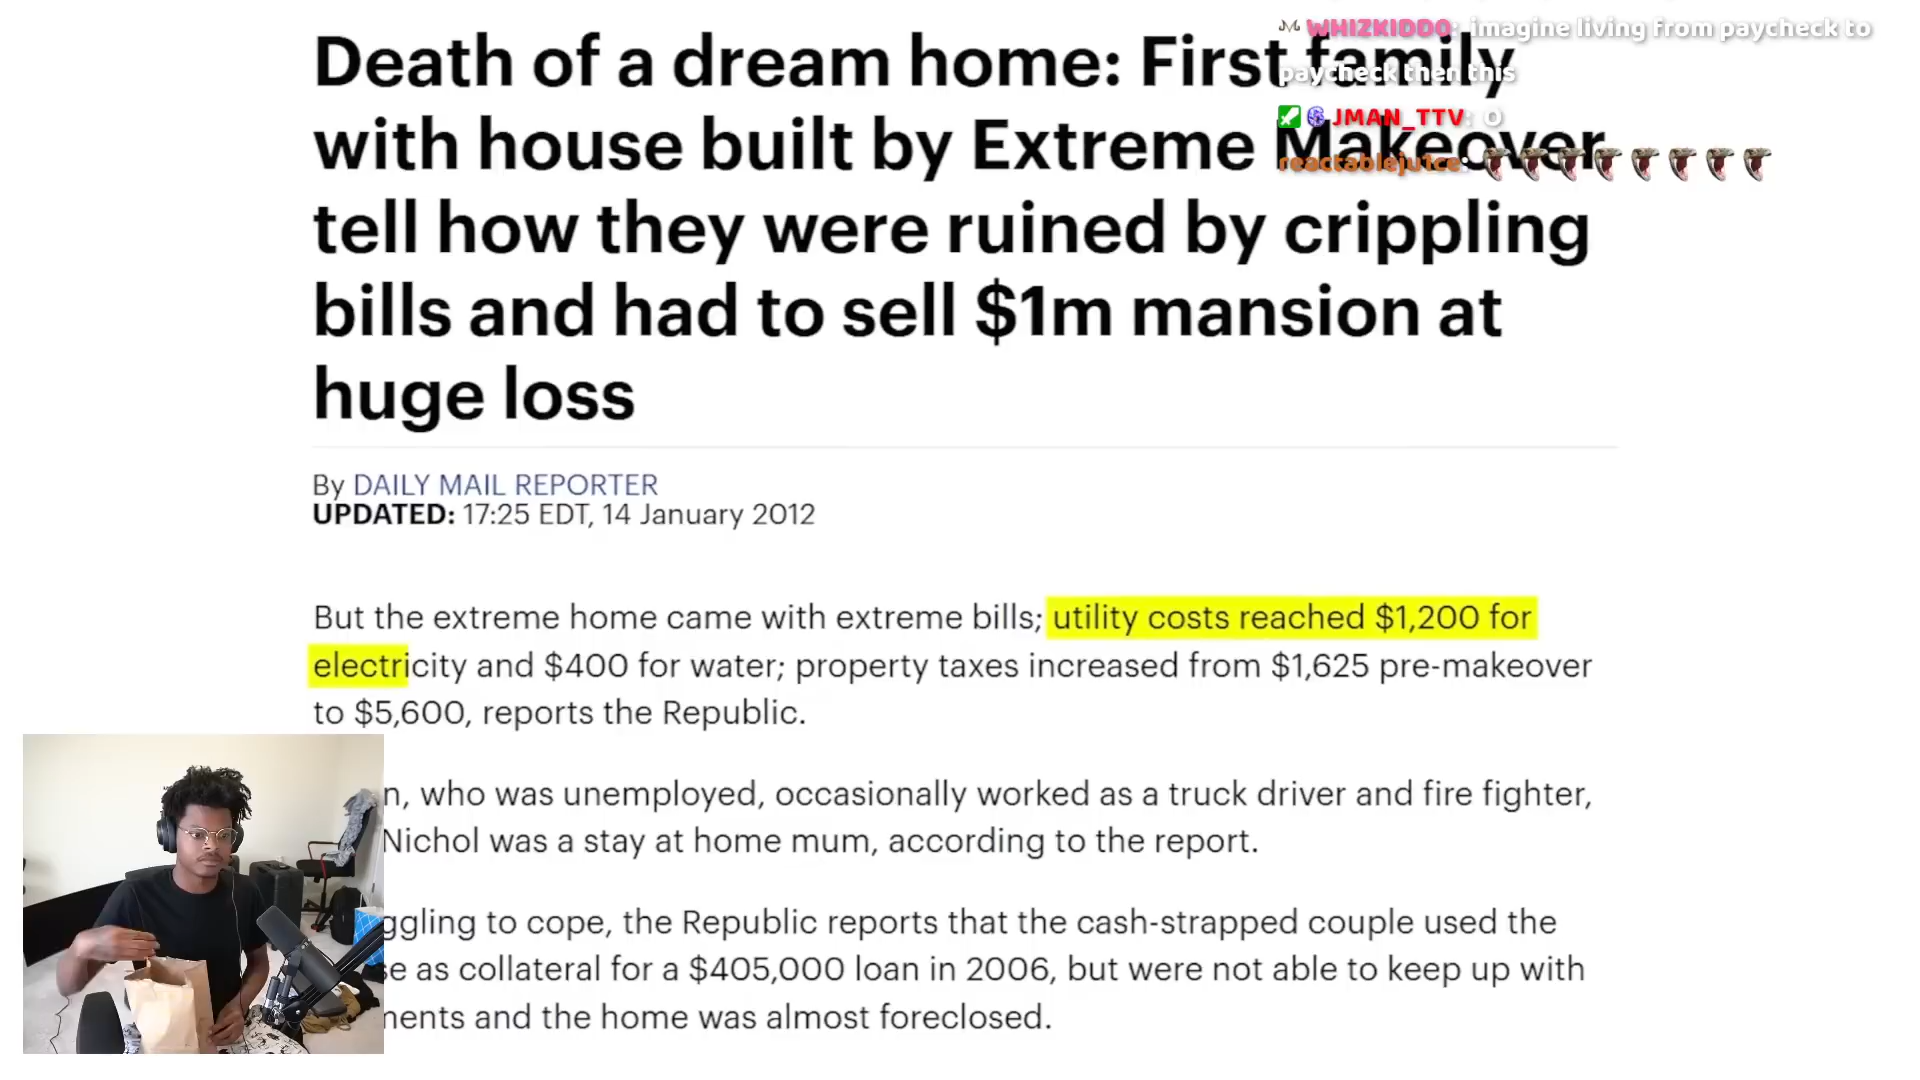 Death of a dream home: First family
with house built by Extreme Makeover
tell how they were ruined by crippling
bills and had to sell $1m mansion at
huge loss
WHIZKIDDO: imagine living from paycheck to
paycheck then this
JMAN_TTV: O
reactableju1ce:
By DAILY MAIL REPORTER
UPDATED: 17:25 EDT, 14 January 2012
But the extreme home came with extreme bills; utility costs reached $1,200 for
electricity and $400 for water; property taxes increased from $1,625 pre-makeover
to $5,600, reports the Republic.
n, who was unemployed, occasionally worked as a truck driver and fire fighter,
Nichol was a stay at home mum, according to the report.
ggling to cope, the Republic reports that the cash-strapped couple used the
e as collateral for a $405,000 loan in 2006, but were not able to keep up with
ments and the home was almost foreclosed.